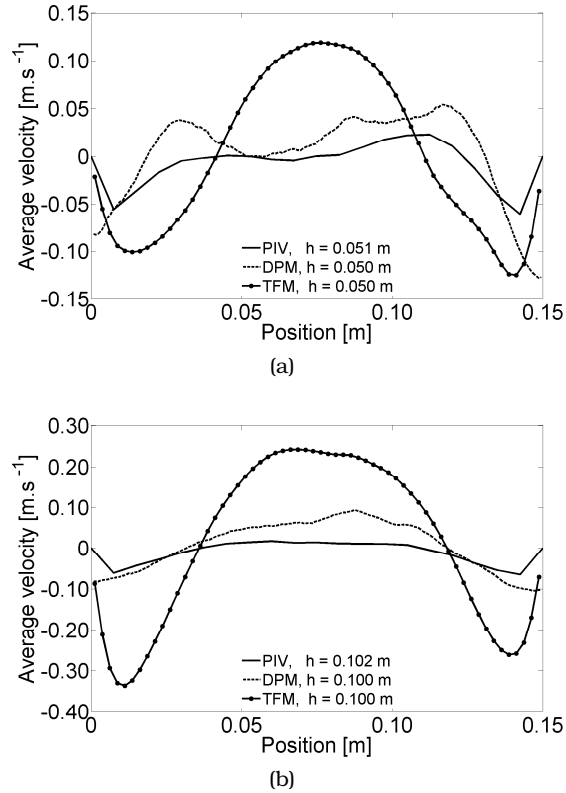 Average velocity [m.s⁻¹]
0.15
0.10
0.05
0
-0.05
-0.10
-0.15
PIV, h = 0.051 m
DPM, h = 0.050 m
TFM, h = 0.050 m
0 0.05 0.10 0.15
Position [m]
(a)
Average velocity [m.s⁻¹]
0.30
0.20
0.10
0
-0.10
-0.20
-0.30
-0.40
PIV, h = 0.102 m
DPM, h = 0.100 m
TFM, h = 0.100 m
0 0.05 0.10 0.15
Position [m]
(b)